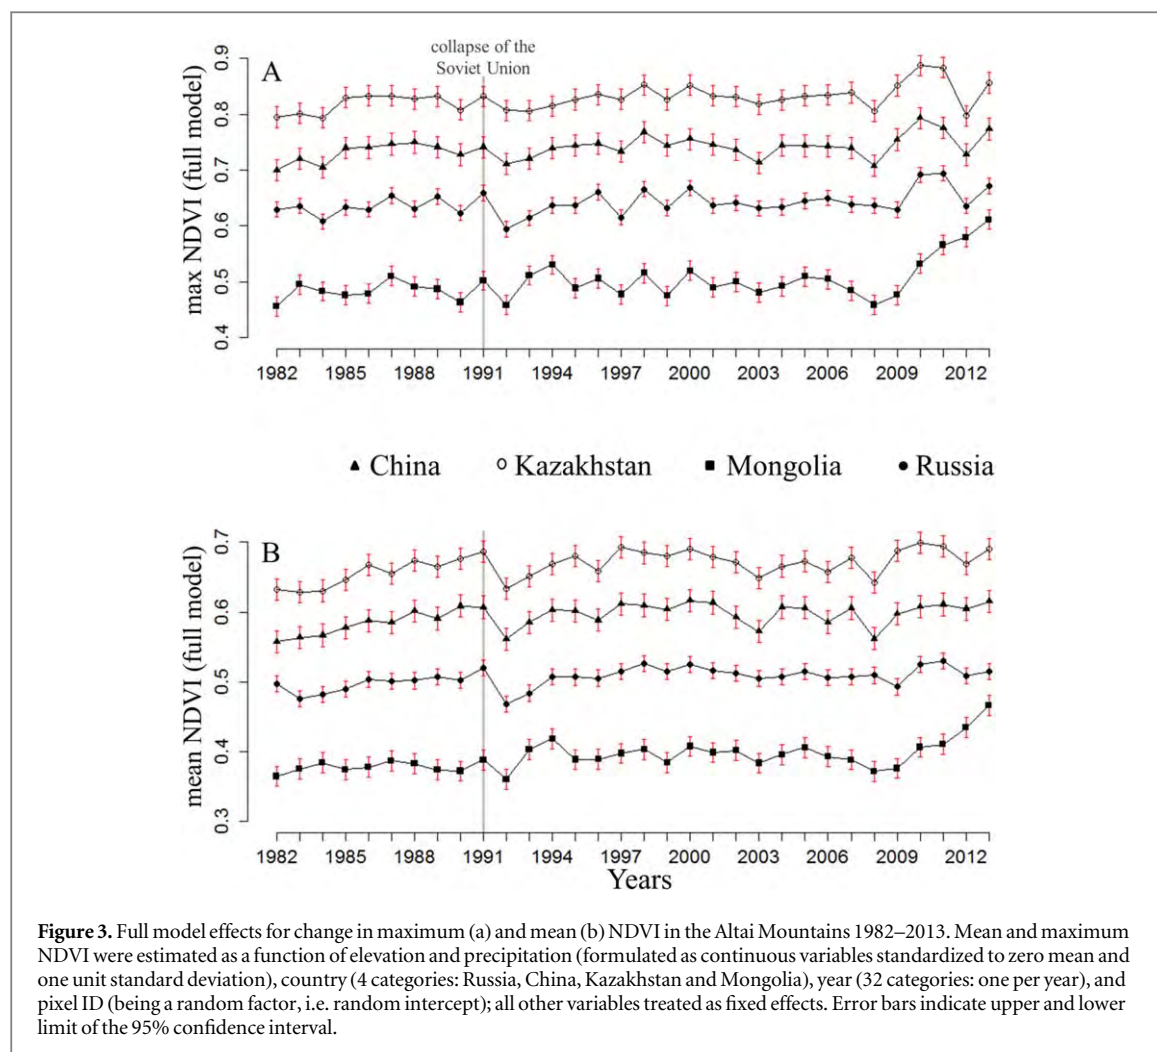 collapse of the
Soviet Union
A
max NDVI (full model)
0.9
0.8
0.7
0.6
0.5
0.4
1982 1985 1988 1991 1994 1997 2000 2003 2006 2009 2012
China Kazakhstan Mongolia Russia
B
mean NDVI (full model)
0.7
0.6
0.5
0.4
0.3
1982 1985 1988 1991 1994 1997 2000 2003 2006 2009 2012
Years
Figure 3. Full model effects for change in maximum (a) and mean (b) NDVI in the Altai Mountains 1982–2013. Mean and maximum
NDVI were estimated as a function of elevation and precipitation (formulated as continuous variables standardized to zero mean and
one unit standard deviation), country (4 categories: Russia, China, Kazakhstan and Mongolia), year (32 categories: one per year), and
pixel ID (being a random factor, i.e. random intercept); all other variables treated as fixed effects. Error bars indicate upper and lower
limit of the 95% confidence interval.